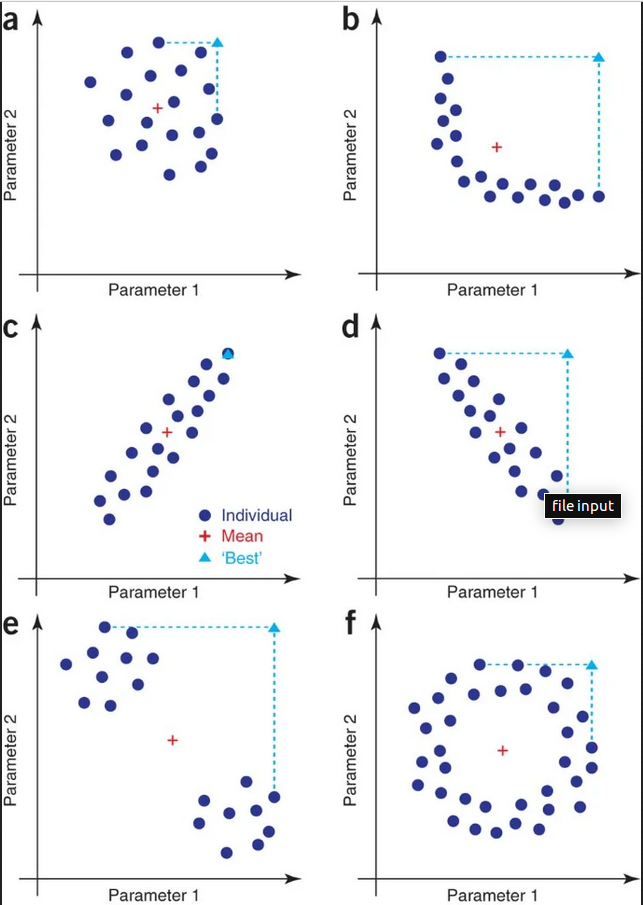 a
Parameter 2
Parameter 1
b
Parameter 2
Parameter 1
c
Parameter 2
Individual
Mean
'Best'
Parameter 1
d
Parameter 2
file input
Parameter 1
e
Parameter 2
Parameter 1
f
Parameter 2
Parameter 1